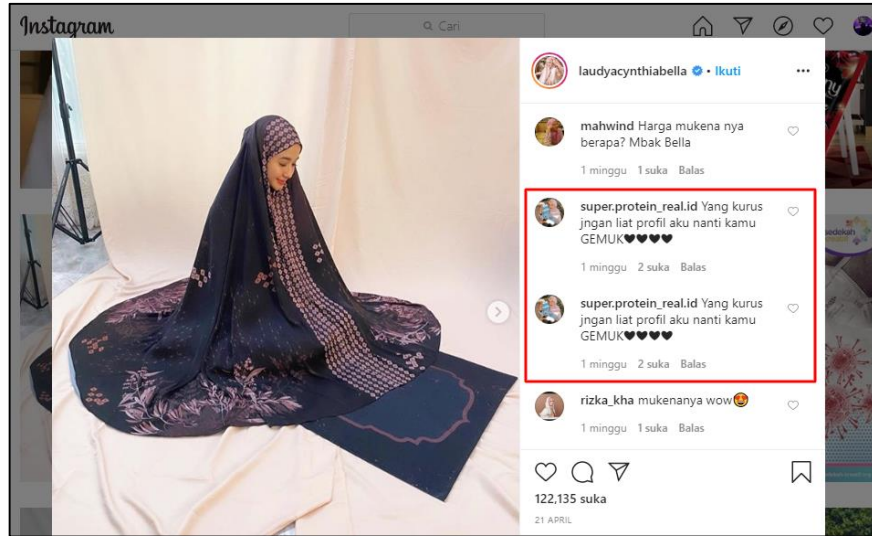 Instagram
Cari
laudyacynthiabella • Ikuti
mahwind Harga mukena nya
berapa? Mbak Bella
1 minggu 1 suka Balas
super.protein_real.id Yang kurus
jngan liat profil aku nanti kamu
GEMUK🖤🖤🖤🖤
1 minggu 2 suka Balas
super.protein_real.id Yang kurus
jngan liat profil aku nanti kamu
GEMUK🖤🖤🖤🖤
1 minggu 2 suka Balas
rizka_kha mukenanya wow😍
1 minggu 1 suka Balas
122,135 suka
21 APRIL